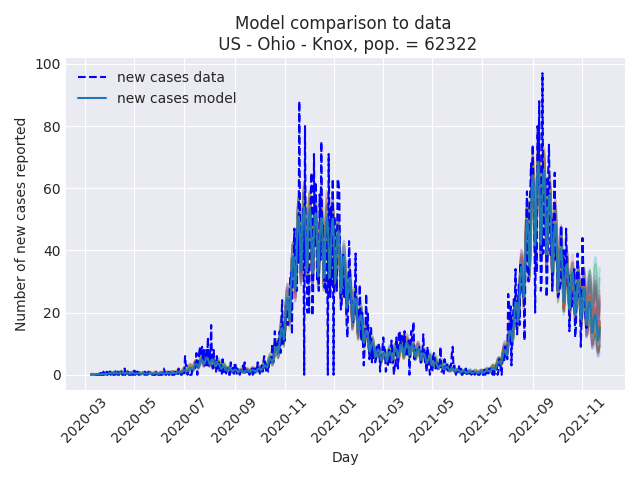 Model comparison to data
US - Ohio - Knox, pop. = 62322
100
80
60
40
20
0
Number of new cases reported
new cases data
new cases model
2020-03
2020-05
2020-07
2020-09
2020-11
2021-01
2021-03
2021-05
2021-07
2021-09
2021-11
Day